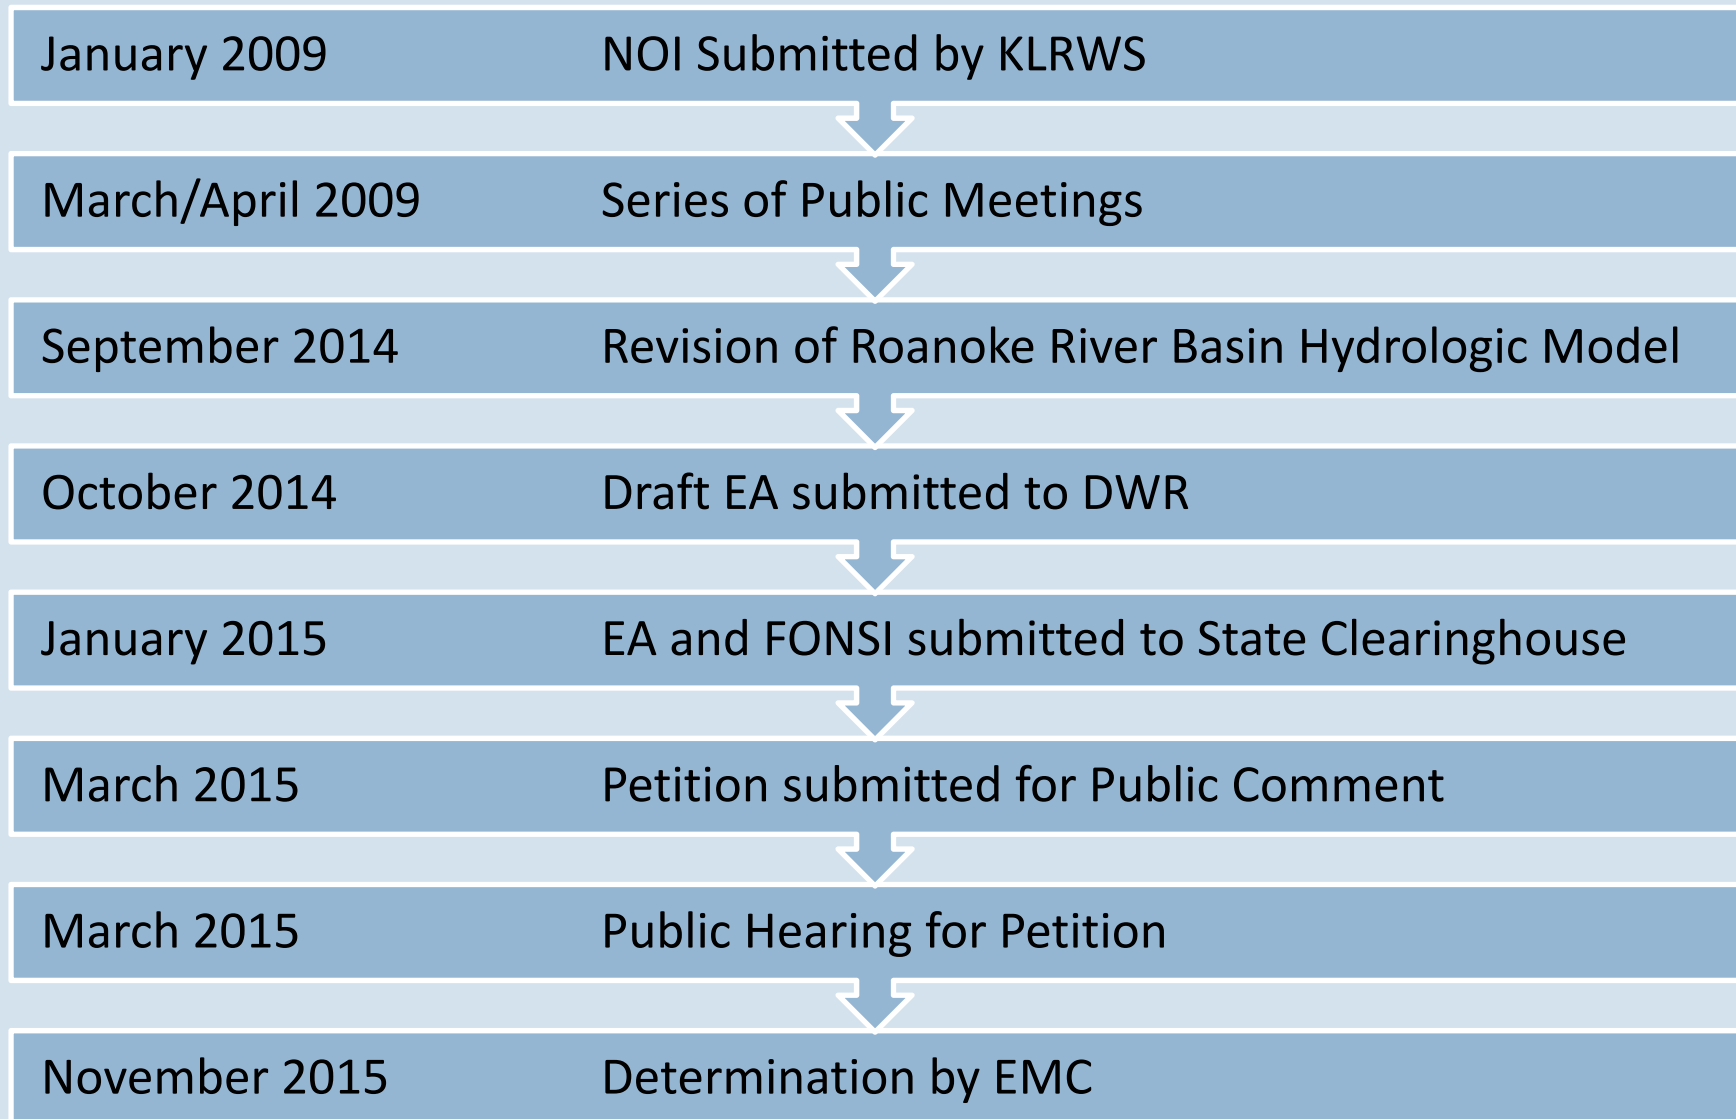 January 2009 NOI Submitted by KLRWS
March/April 2009 Series of Public Meetings
September 2014 Revision of Roanoke River Basin Hydrologic Model
October 2014 Draft EA submitted to DWR
January 2015 EA and FONSI submitted to State Clearinghouse
March 2015 Petition submitted for Public Comment
March 2015 Public Hearing for Petition
November 2015 Determination by EMC